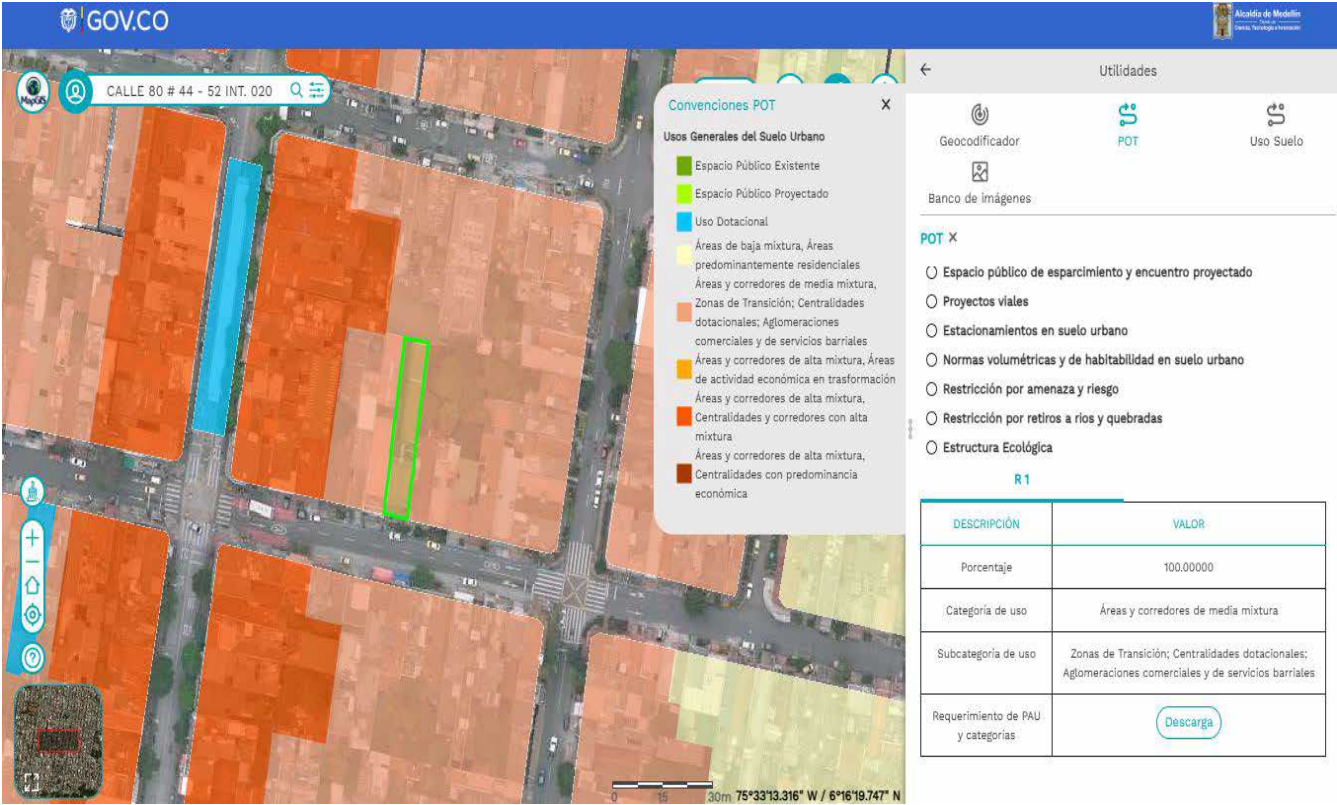 GOV.CO
Alcaldía de Medellín
Ciencia, Tecnología e Innovación
MapGIS
CALLE 80 # 44 - 52 INT. 020
Convenciones POT
X
Usos Generales del Suelo Urbano
Espacio Público Existente
Espacio Público Proyectado
Uso Dotacional
Áreas de baja mixtura, Áreas
predominantemente residenciales
Áreas y corredores de media mixtura,
Zonas de Transición; Centralidades
dotacionales; Aglomeraciones
comerciales y de servicios barriales
Áreas y corredores de alta mixtura, Áreas
de actividad económica en trasformación
Áreas y corredores de alta mixtura,
Centralidades y corredores con alta
mixtura
Áreas y corredores de alta mixtura,
Centralidades con predominancia
económica
0 15 30m 75°33'13.316" W / 6°16'19.747" N
Utilidades
Geocodificador
POT
Uso Suelo
Banco de imágenes
POT X
Espacio público de esparcimiento y encuentro proyectado
Proyectos viales
Estacionamientos en suelo urbano
Normas volumétricas y de habitabilidad en suelo urbano
Restricción por amenaza y riesgo
Restricción por retiros a rios y quebradas
Estructura Ecológica
R 1
DESCRIPCIÓN VALOR
Porcentaje 100.00000
Categoría de uso Áreas y corredores de media mixtura
Subcategoría de uso Zonas de Transición; Centralidades dotacionales;
Aglomeraciones comerciales y de servicios barriales
Requerimiento de PAU
y categorías
Descarga